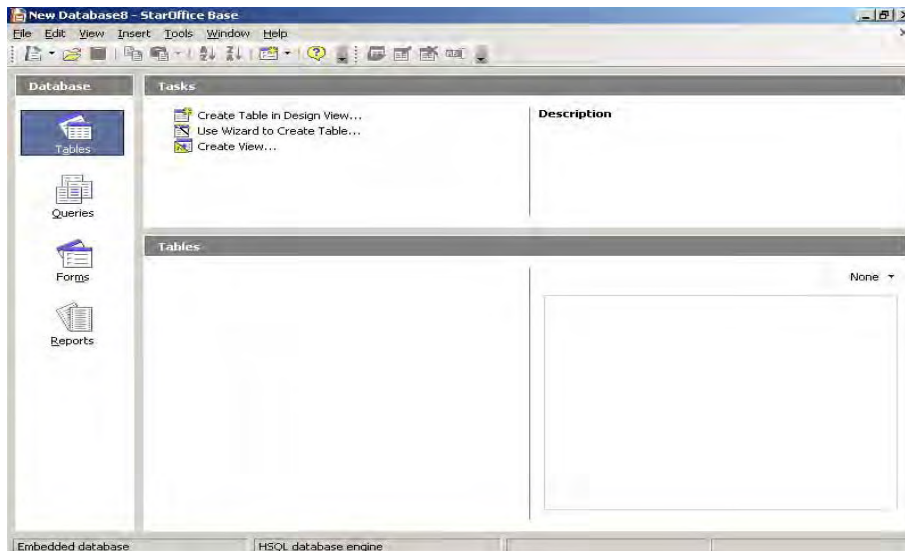 New Database8 - StarOffice Base
File Edit View Insert Tools Window Help
Database
Tasks
Create Table in Design View...
Use Wizard to Create Table...
Create View...
Description
Tables
Queries
Forms
Reports
Tables
None
Embedded database
HSQL database engine